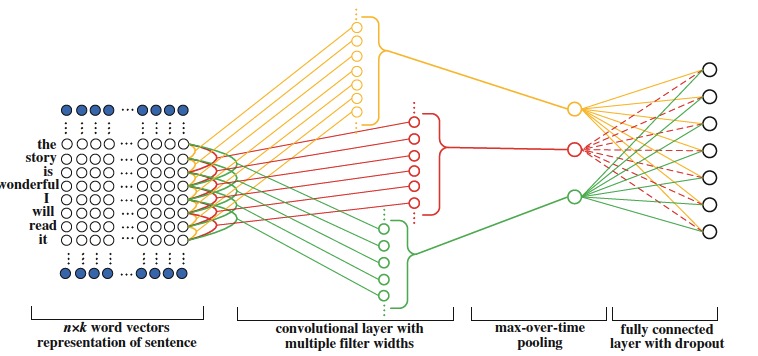 the
story
is
wonderful
I
will
read
it
n×k word vectors
representation of sentence
convolutional layer with
multiple filter widths
max-over-time
pooling
fully connected
layer with dropout